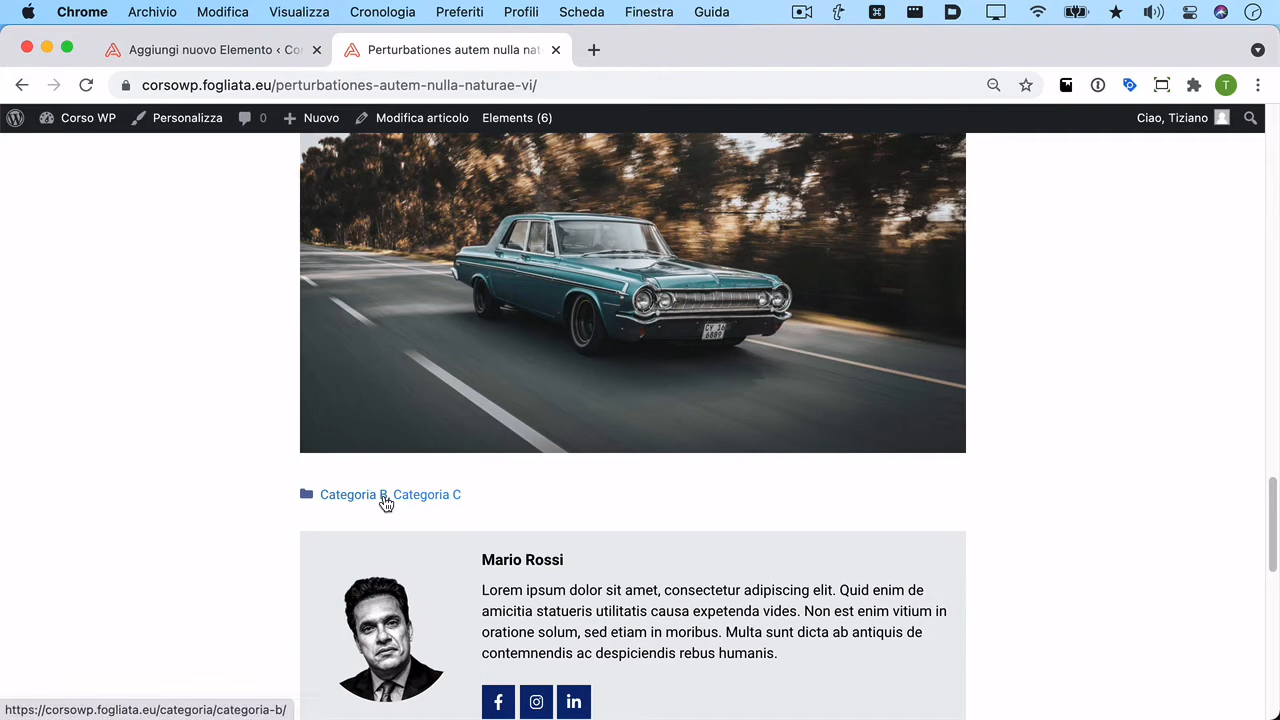 Chrome Archivio Modifica Visualizza Cronologia Preferiti Profili Scheda Finestra Guida
Aggiungi nuovo Elemento ‹ Cor
Perturbationes autem nulla nat
corsowp.fogliata.eu/perturbationes-autem-nulla-naturae-vi/
T
Corso WP Personalizza 0 Nuovo Modifica articolo Elements (6) Ciao, Tiziano
CY 16
6889
Categoria B, Categoria C
Mario Rossi
Lorem ipsum dolor sit amet, consectetur adipiscing elit. Quid enim de
amicitia statueris utilitatis causa expetenda vides. Non est enim vitium in
oratione solum, sed etiam in moribus. Multa sunt dicta ab antiquis de
contemnendis ac despiciendis rebus humanis.
https://corsowp.fogliata.eu/categoria/categoria-b/